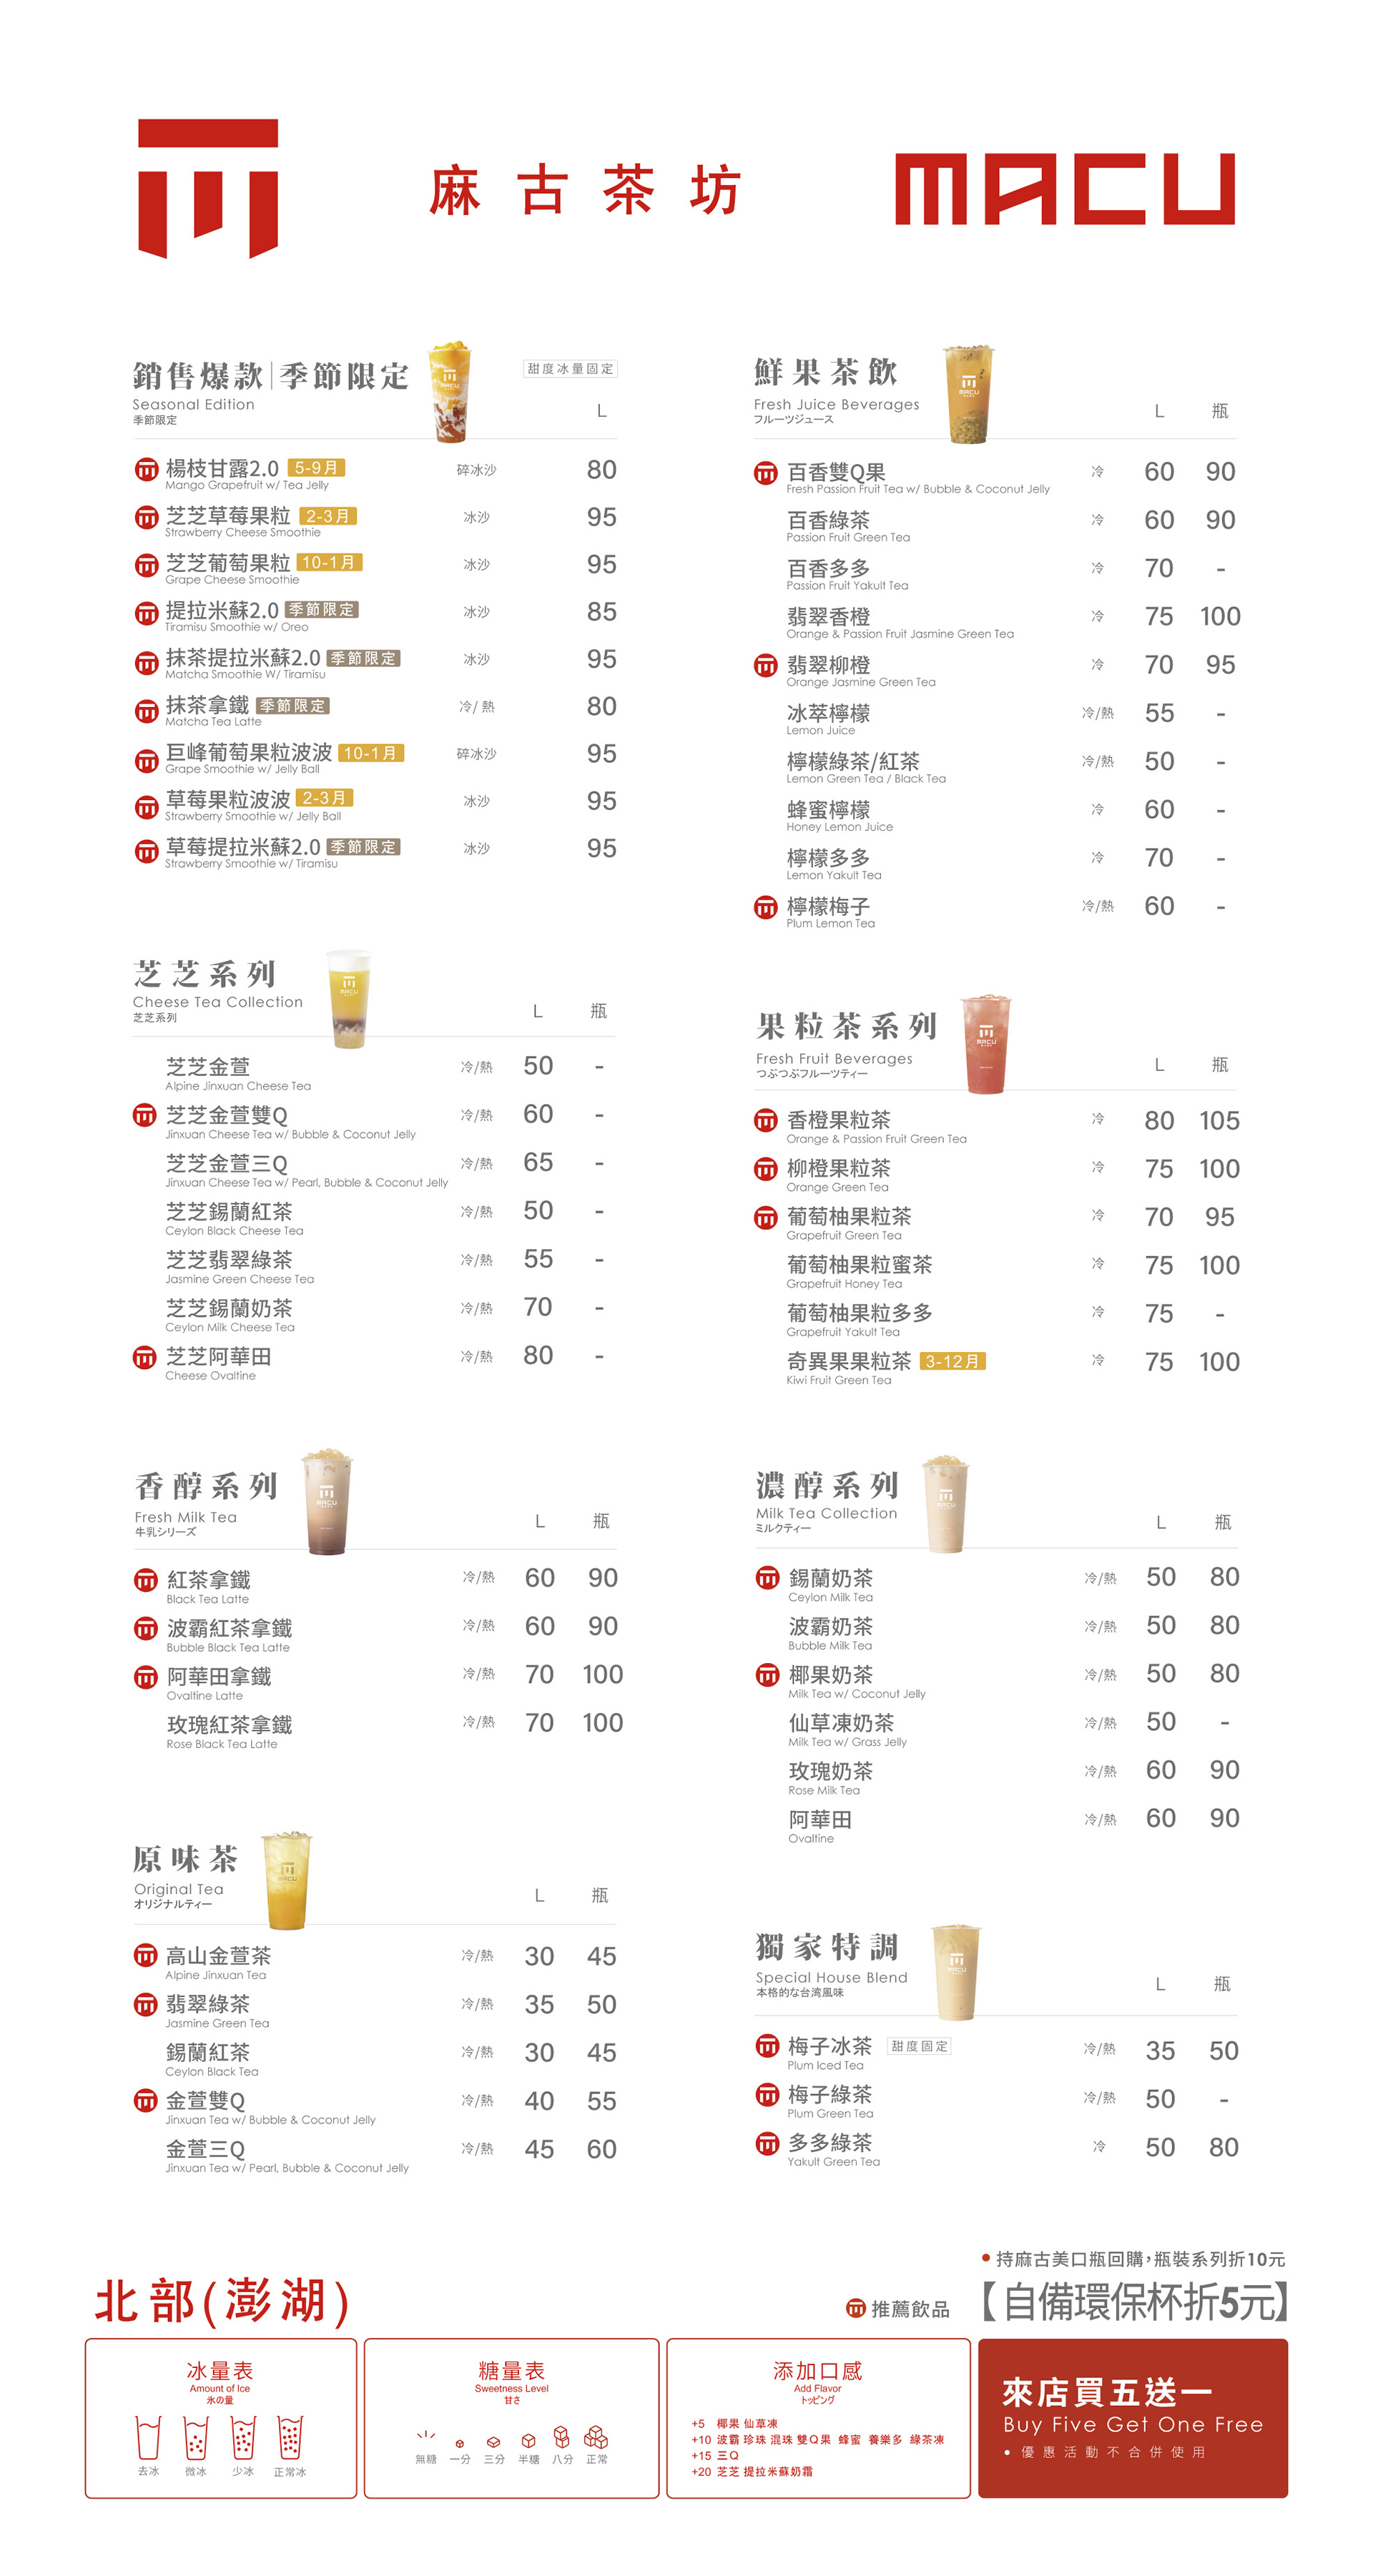 麻古茶坊
MACU
銷售爆款|季節限定
甜度冰量固定
Seasonal Edition
季節限定
L
楊枝甘露2.0 5-9月 碎冰沙 80
Mango Grapefruit w/ Tea Jelly
芝芝草莓果粒 2-3月 冰沙 95
Strawberry Cheese Smoothie
芝芝葡萄果粒 10-1月 冰沙 95
Grape Cheese Smoothie
提拉米蘇2.0 季節限定 冰沙 85
Tiramisu Smoothie w/ Oreo
抹茶提拉米蘇2.0 季節限定 冰沙 95
Matcha Smoothie W/ Tiramisu
抹茶拿鐵 季節限定 冷/ 熱 80
Matcha Tea Latte
巨峰葡萄果粒波波 10-1月 碎冰沙 95
Grape Smoothie w/ Jelly Ball
草莓果粒波波 2-3月 冰沙 95
Strawberry Smoothie w/ Jelly Ball
草莓提拉米蘇2.0 季節限定 冰沙 95
Strawberry Smoothie w/ Tiramisu
芝芝系列
Cheese Tea Collection
芝芝系列
L 瓶
芝芝金萱 冷/熱 50 -
Alpine Jinxuan Cheese Tea
芝芝金萱雙Q 冷/熱 60 -
Jinxuan Cheese Tea w/ Bubble & Coconut Jelly
芝芝金萱三Q 冷/熱 65 -
Jinxuan Cheese Tea w/ Pearl, Bubble & Coconut Jelly
芝芝錫蘭紅茶 冷/熱 50 -
Ceylon Black Cheese Tea
芝芝翡翠綠茶 冷/熱 55 -
Jasmine Green Cheese Tea
芝芝錫蘭奶茶 冷/熱 70 -
Ceylon Milk Cheese Tea
芝芝阿華田 冷/熱 80 -
Cheese Ovaltine
香醇系列
Fresh Milk Tea
牛乳シリーズ
L 瓶
紅茶拿鐵 冷/熱 60 90
Black Tea Latte
波霸紅茶拿鐵 冷/熱 60 90
Bubble Black Tea Latte
阿華田拿鐵 冷/熱 70 100
Ovaltine Latte
玫瑰紅茶拿鐵 冷/熱 70 100
Rose Black Tea Latte
原味茶
Original Tea
オリジナルティー
L 瓶
高山金萱茶 冷/熱 30 45
Alpine Jinxuan Tea
翡翠綠茶 冷/熱 35 50
Jasmine Green Tea
錫蘭紅茶 冷/熱 30 45
Ceylon Black Tea
金萱雙Q 冷/熱 40 55
Jinxuan Tea w/ Bubble & Coconut Jelly
金萱三Q 冷/熱 45 60
Jinxuan Tea w/ Pearl, Bubble & Coconut Jelly
鮮果茶飲
Fresh Juice Beverages
フルーツジュース
L 瓶
百香雙Q果 冷 60 90
Fresh Passion Fruit Tea w/ Bubble & Coconut Jelly
百香綠茶 冷 60 90
Passion Fruit Green Tea
百香多多 冷 70 -
Passion Fruit Yakult Tea
翡翠香橙 冷 75 100
Orange & Passion Fruit Jasmine Green Tea
翡翠柳橙 冷 70 95
Orange Jasmine Green Tea
冰萃檸檬 冷/熱 55 -
Lemon Juice
檸檬綠茶/紅茶 冷/熱 50 -
Lemon Green Tea / Black Tea
蜂蜜檸檬 冷 60 -
Honey Lemon Juice
檸檬多多 冷 70 -
Lemon Yakult Tea
檸檬梅子 冷/熱 60 -
Plum Lemon Tea
果粒茶系列
Fresh Fruit Beverages
つぶつぶフルーツティー
L 瓶
香橙果粒茶 冷 80 105
Orange & Passion Fruit Green Tea
柳橙果粒茶 冷 75 100
Orange Green Tea
葡萄柚果粒茶 冷 70 95
Grapefruit Green Tea
葡萄柚果粒蜜茶 冷 75 100
Grapefruit Honey Tea
葡萄柚果粒多多 冷 75 -
Grapefruit Yakult Tea
奇異果果粒茶 3-12月 冷 75 100
Kiwi Fruit Green Tea
濃醇系列
Milk Tea Collection
ミルクティー
L 瓶
錫蘭奶茶 冷/熱 50 80
Ceylon Milk Tea
波霸奶茶 冷/熱 50 80
Bubble Milk Tea
椰果奶茶 冷/熱 50 80
Milk Tea w/ Coconut Jelly
仙草凍奶茶 冷/熱 50 -
Milk Tea w/ Grass Jelly
玫瑰奶茶 冷/熱 60 90
Rose Milk Tea
阿華田 冷/熱 60 90
Ovaltine
獨家特調
Special House Blend
本格的な台湾風味
L 瓶
梅子冰茶 甜度固定 冷/熱 35 50
Plum Iced Tea
梅子綠茶 冷/熱 50 -
Plum Green Tea
多多綠茶 冷 50 80
Yakult Green Tea
北部(澎湖)
推薦飲品
•持麻古美口瓶回購,瓶裝系列折10元
【自備環保杯折5元】
冰量表
Amount of Ice
氷の量
去冰 微冰 少冰 正常冰
糖量表
Sweetness Level
甘さ
無糖 一分 三分 半糖 八分 正常
添加口感
Add Flavor
トッピング
+5 椰果 仙草凍
+10 波霸 珍珠 混珠 雙Q果 蜂蜜 養樂多 綠茶凍
+15 三Q
+20 芝芝 提拉米蘇奶霜
來店買五送一
Buy Five Get One Free
• 優惠活動不合併使用